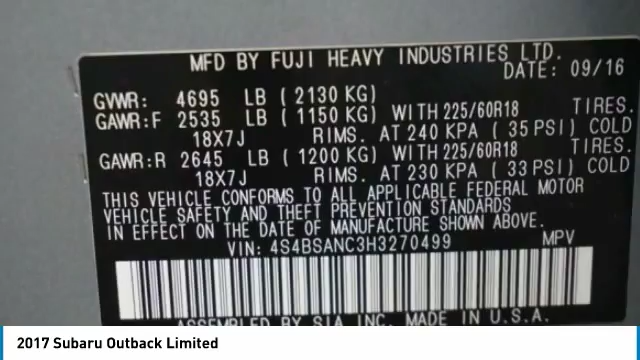 MFD BY FUJI HEAVY INDUSTRIES LTD.
DATE: 09/16
GVWR: 4695 LB ( 2130 KG)
GAWR:F 2535 LB ( 1150 KG) WITH 225/60R18 TIRES.
18X7J RIMS. AT 240 KPA ( 35 PSI) COLD
GAWR:R 2645 LB ( 1200 KG) WITH 225/60R18 TIRES.
18X7J RIMS. AT 230 KPA ( 33 PSI) COLD
THIS VEHICLE CONFORMS TO ALL APPLICABLE FEDERAL MOTOR
VEHICLE SAFETY AND THEFT PREVENTION STANDARDS
IN EFFECT ON THE DATE OF MANUFACTURE SHOWN ABOVE.
VIN: 4S4BSANC3H3270499 MPV
ASSEMBLED BY SIA INC. MADE IN U.S.A.
2017 Subaru Outback Limited